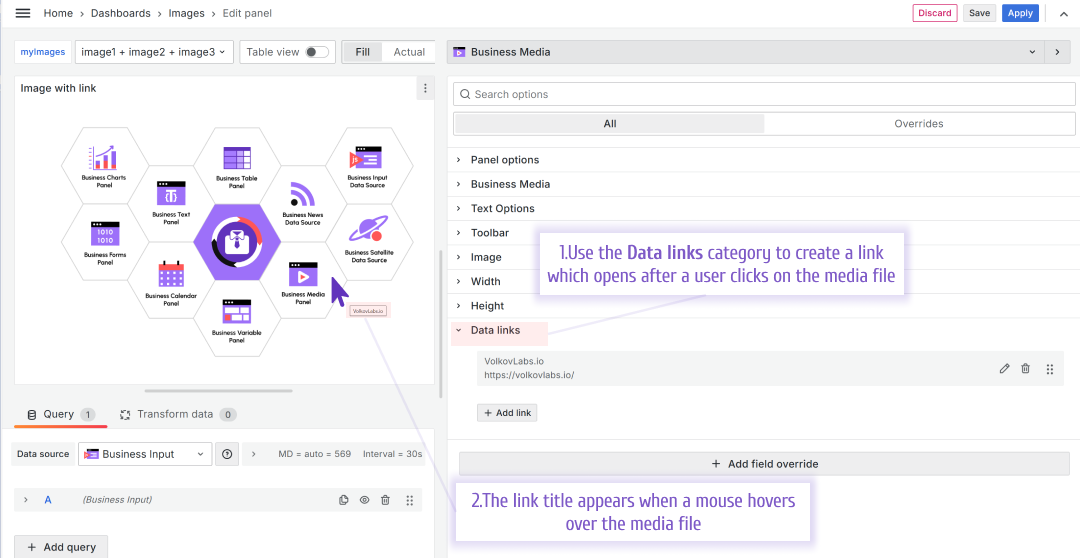 Home › Dashboards › Images › Edit panel
Discard
Save
Apply
myImages
image1 + image2 + image3
Table view
Fill
Actual
Business Media
Image with link
Search options
All
Overrides
Business Charts
Panel
Business Table
Panel
JS
Business Input
Data Source
Business Text
Panel
Business News
Data Source
1010
1010
Business Forms
Panel
Business Satellite
Data Source
Business Calendar
Panel
Business Media
Panel
VolkovLabs.io
Business Variable
Panel
Panel options
Business Media
Text Options
Toolbar
Image
Width
Height
Data links
1.Use the Data links category to create a link
which opens after a user clicks on the media file
VolkovLabs.io
https://volkovlabs.io/
+ Add link
+ Add field override
Query 1
Transform data 0
Data source
Business Input
MD = auto = 569
Interval = 30s
A
(Business Input)
+ Add query
2.The link title appears when a mouse hovers
over the media file